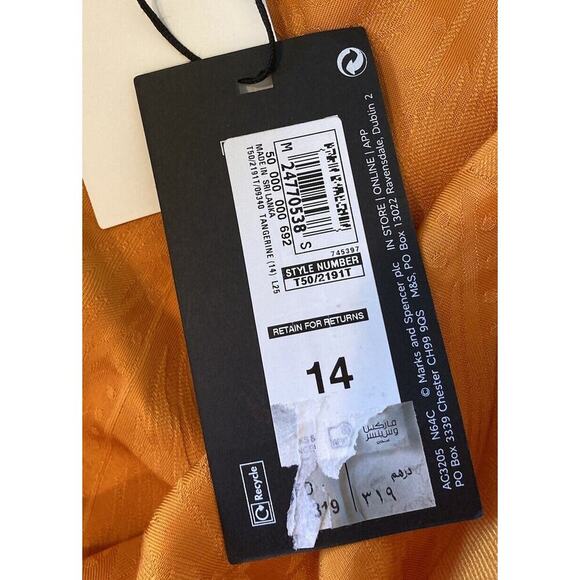 M 24770538 S
50 000 000 692
MADE IN SRI LANKA
T50/2191T/09340 TANGERINE (14) L25
745397
STYLE NUMBER
T50/2191T
RETAIN FOR RETURNS
14
ماركس
وسبنسر
درهم
319
٣١٩
Recycle
IN STORE | ONLINE | APP
© Marks and Spencer plc M&S, PO Box 13022 Ravensdale, Dublin 2
AG3205 N64C PO Box 3339 Chester CH99 9QS